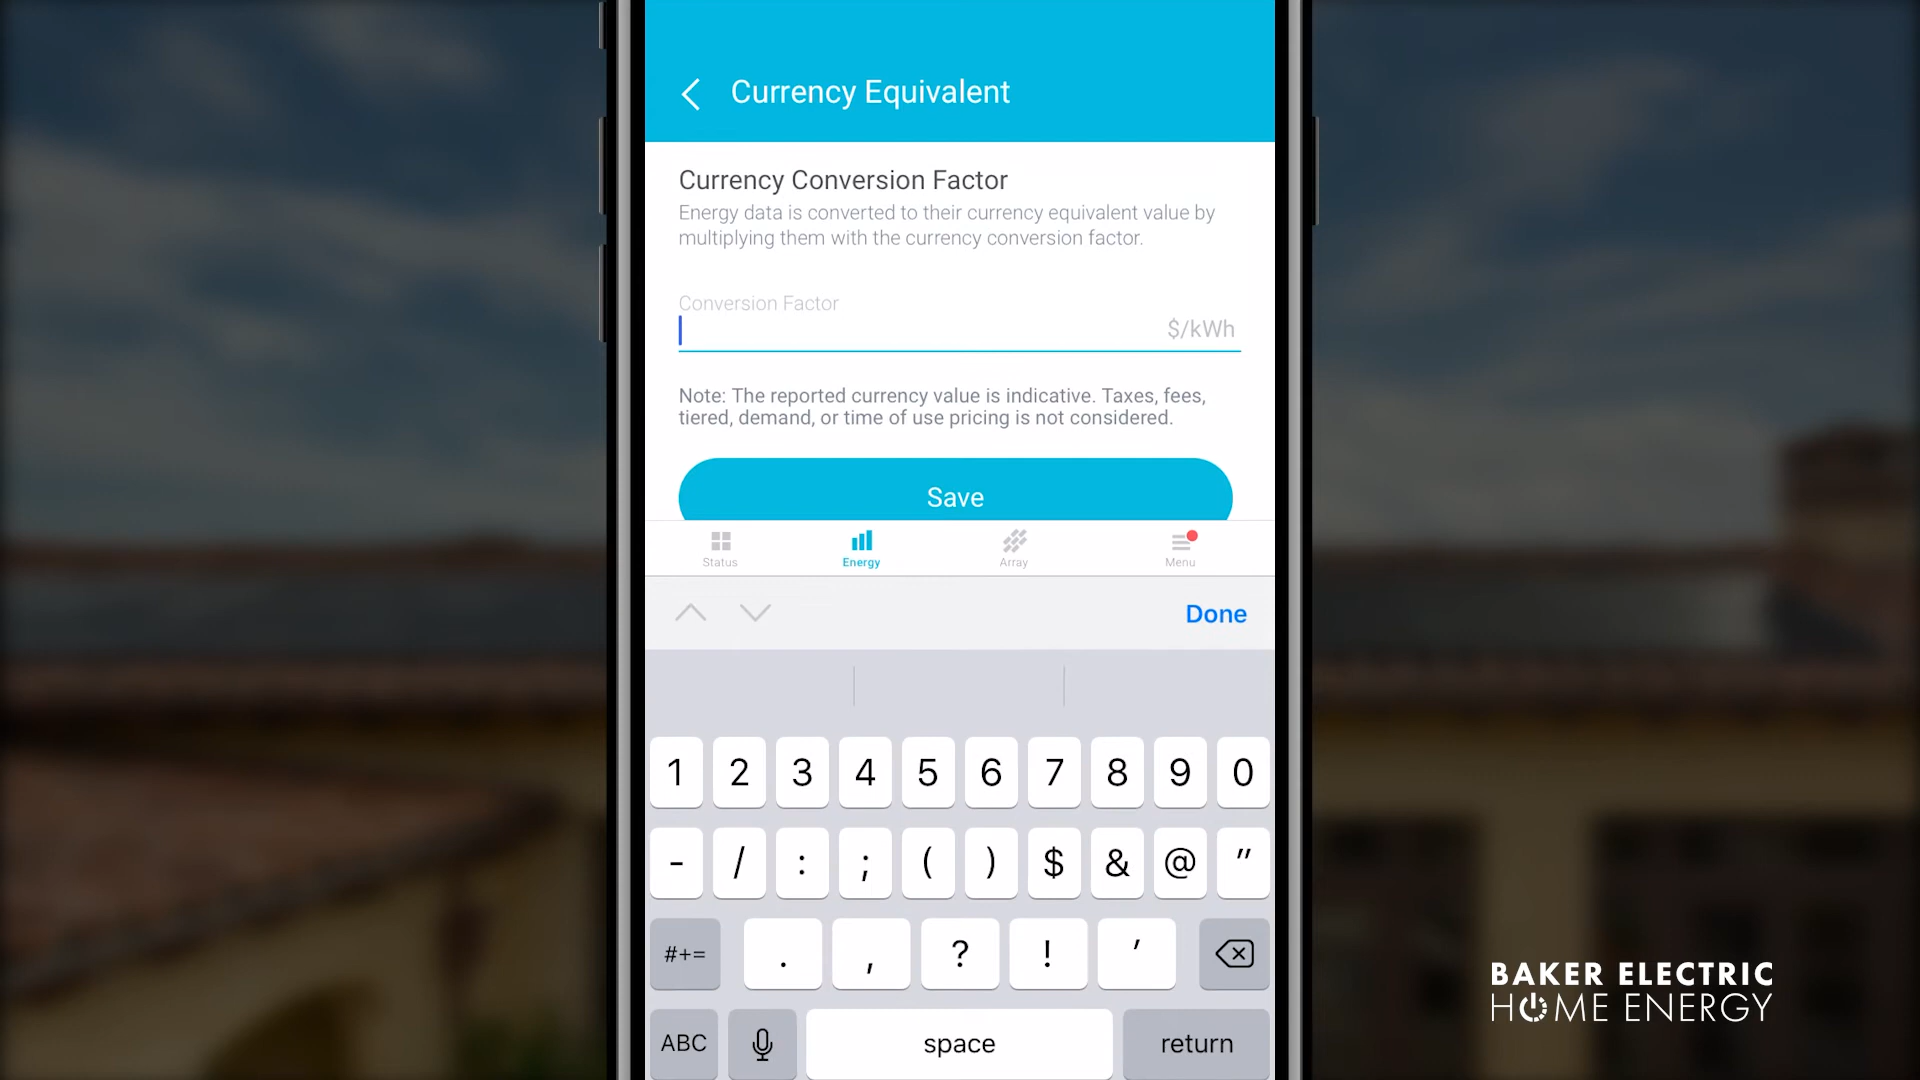 Currency Equivalent
Currency Conversion Factor
Energy data is converted to their currency equivalent value by
multiplying them with the currency conversion factor.
Conversion Factor
$/kWh
Note: The reported currency value is indicative. Taxes, fees,
tiered, demand, or time of use pricing is not considered.
Save
Status Energy Array Menu
Done
1 2 3 4 5 6 7 8 9 0
- / : ; ( ) $ & @ "
#+= . , ? ! '
ABC space return
BAKER ELECTRIC
HOME ENERGY